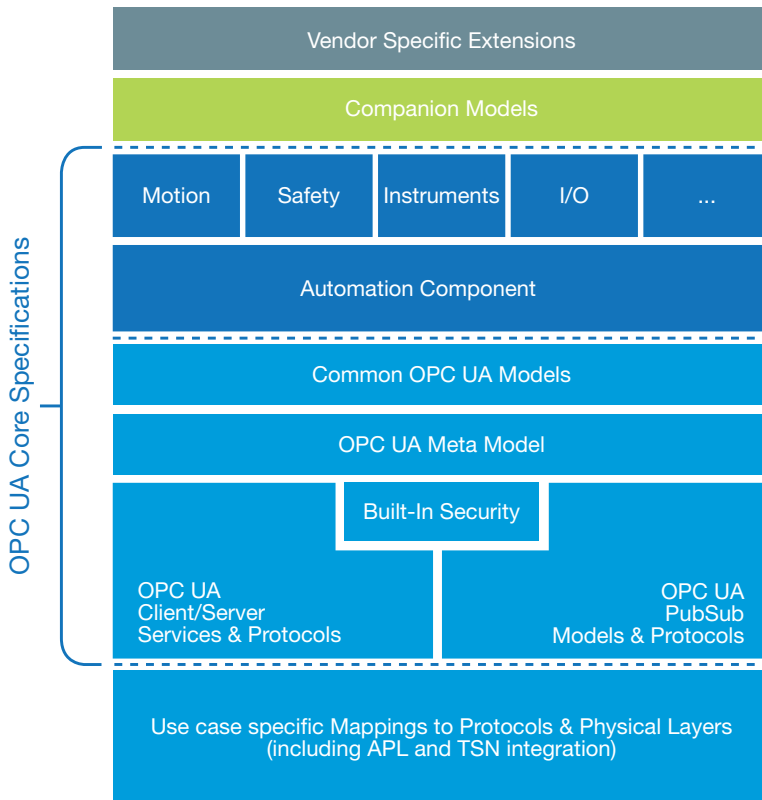 Vendor Specific Extensions
Companion Models
OPC UA Core Specifications
Motion
Safety
Instruments
I/O
...
Automation Component
Common OPC UA Models
OPC UA Meta Model
Built-In Security
OPC UA
Client/Server
Services & Protocols
OPC UA
PubSub
Models & Protocols
Use case specific Mappings to Protocols & Physical Layers
(including APL and TSN integration)